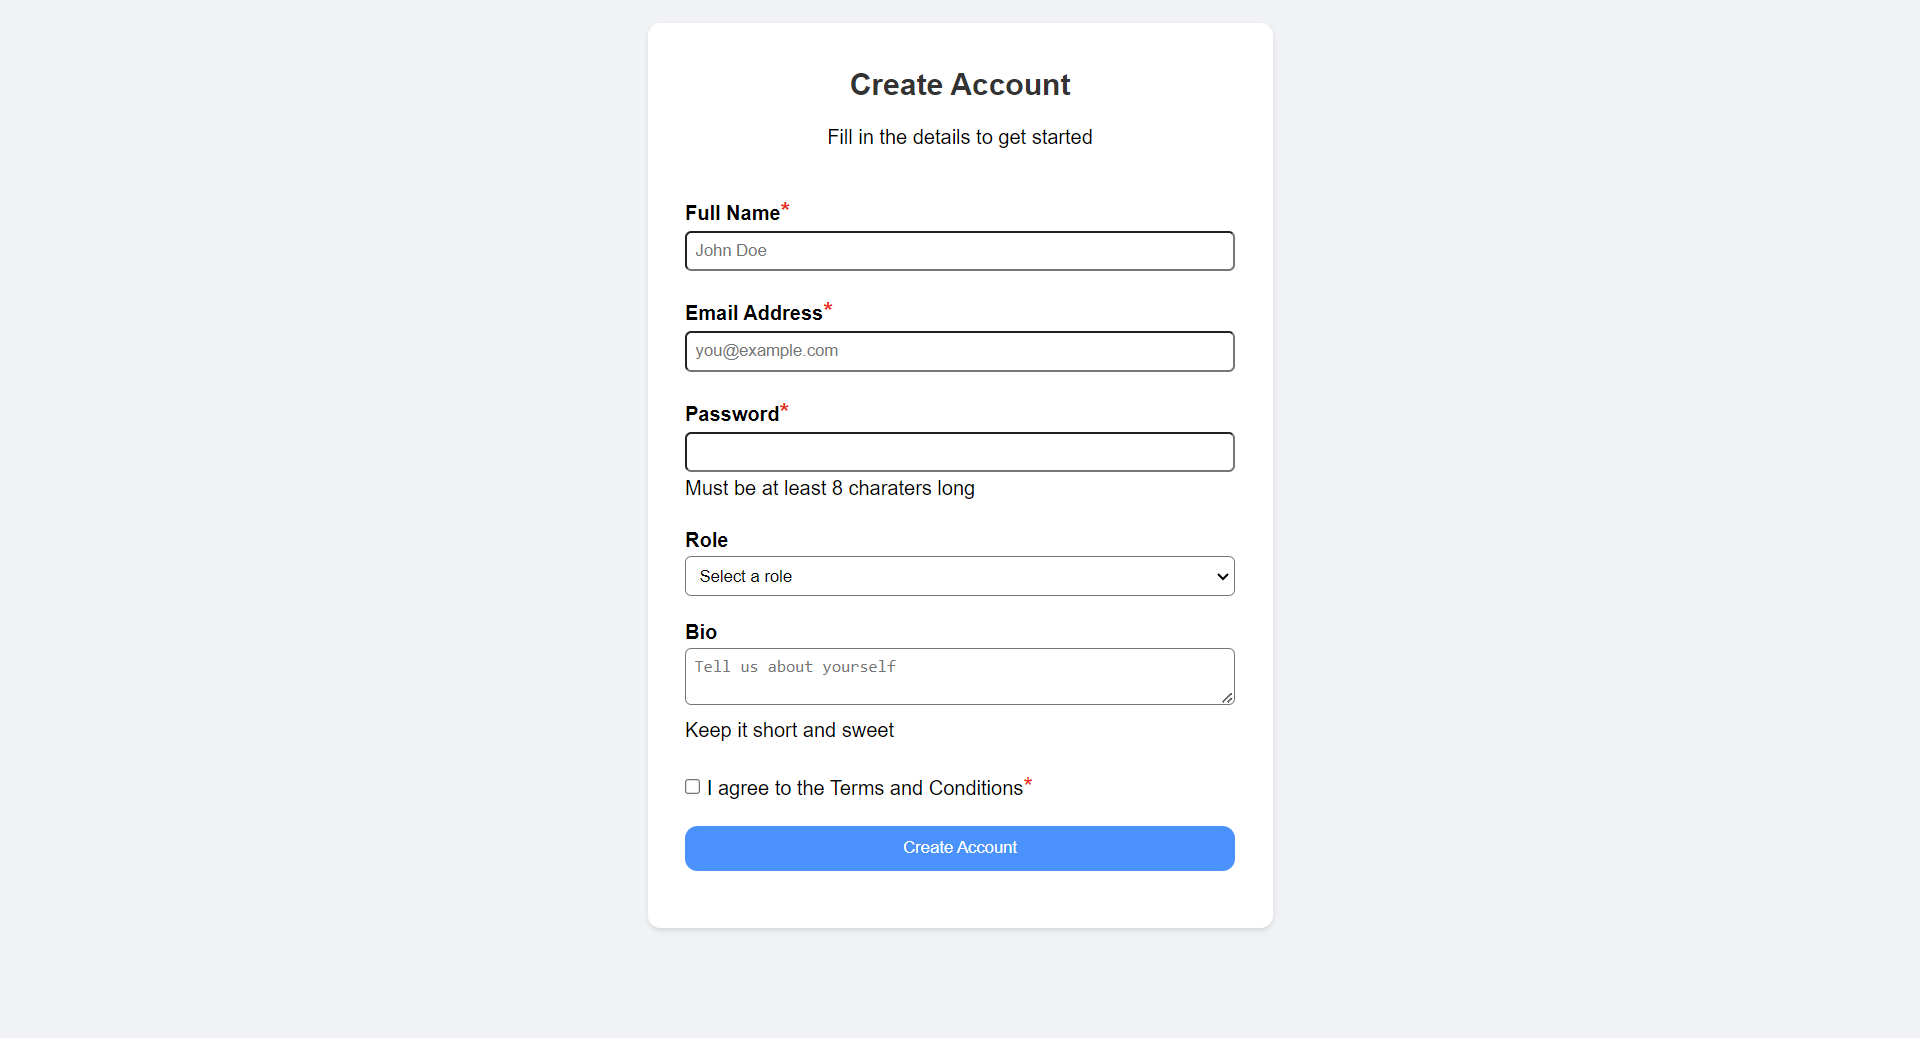 Create Account
Fill in the details to get started
Full Name*
John Doe
Email Address*
you@example.com
Password*
Must be at least 8 charaters long
Role
Select a role
Bio
Tell us about yourself
Keep it short and sweet
I agree to the Terms and Conditions*
Create Account